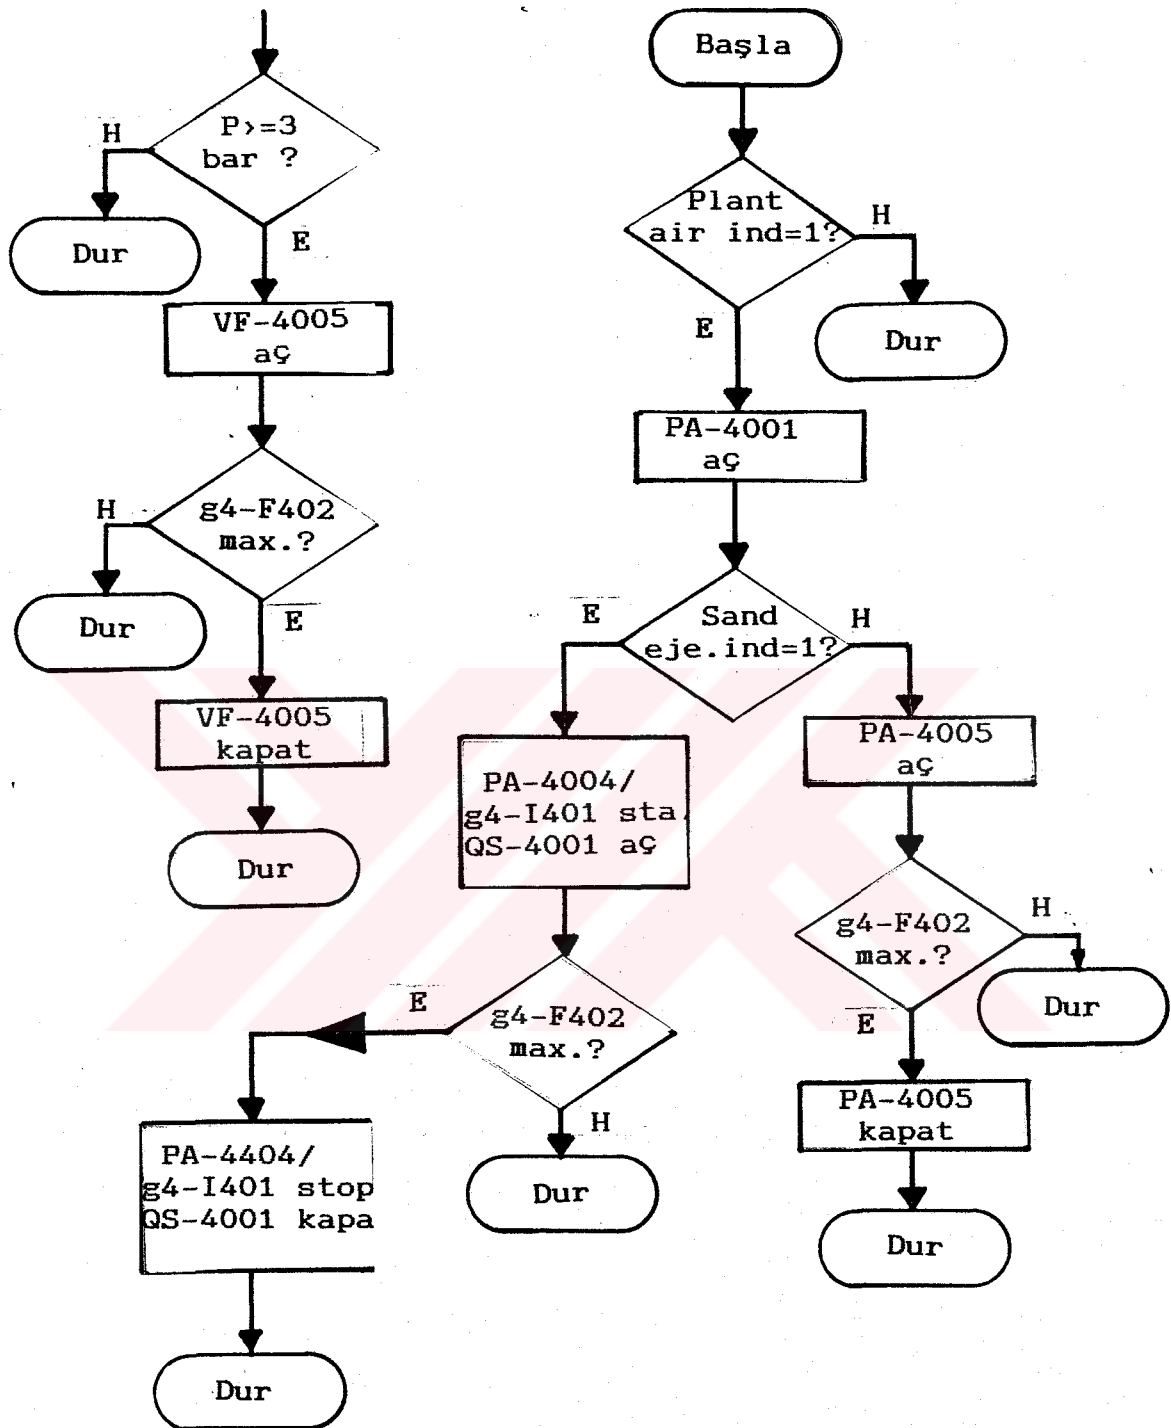 H
P>=3
bar ?
Dur
E
VF-4005
aç
H
g4-F402
max.?
Dur
E
VF-4005
kapat
Dur
Başla
Plant
air ind=1?
H
E
Dur
PA-4001
aç
E
Sand
eje.ind=1?
H
PA-4004/
g4-I401 sta
QS-4001 aç
PA-4005
aç
E
g4-F402
max.?
H
g4-F402
max.?
H
Dur
E
PA-4404/
g4-I401 stop
QS-4001 kapa
Dur
PA-4005
kapat
Dur
Dur